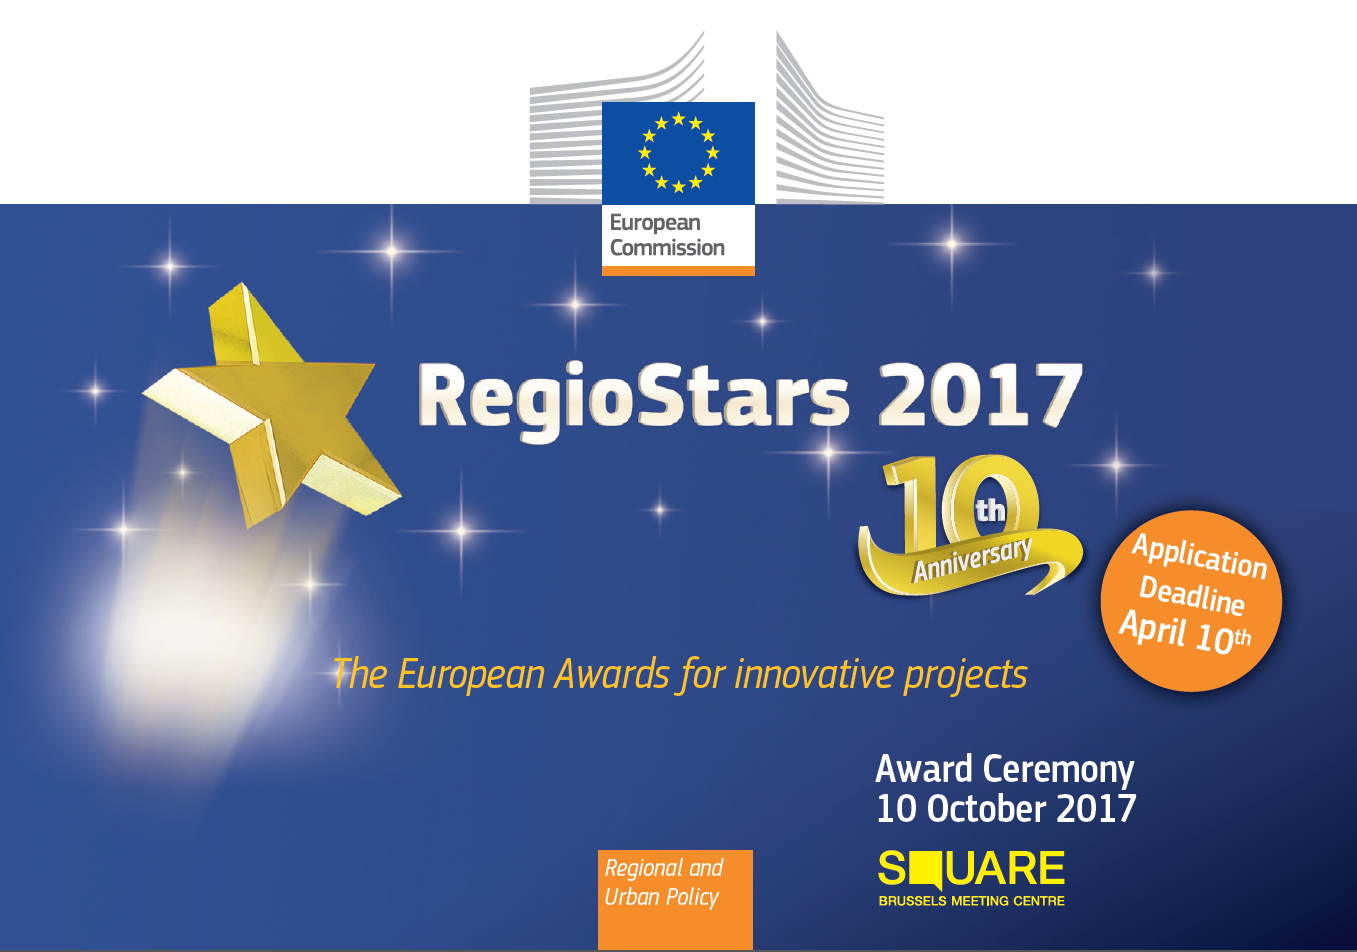 European
Commission
RegioStars 2017
10th
Anniversary
Application
Deadline
April 10th
The European Awards for innovative projects
Award Ceremony
10 October 2017
SQUARE
BRUSSELS MEETING CENTRE
Regional and
Urban Policy